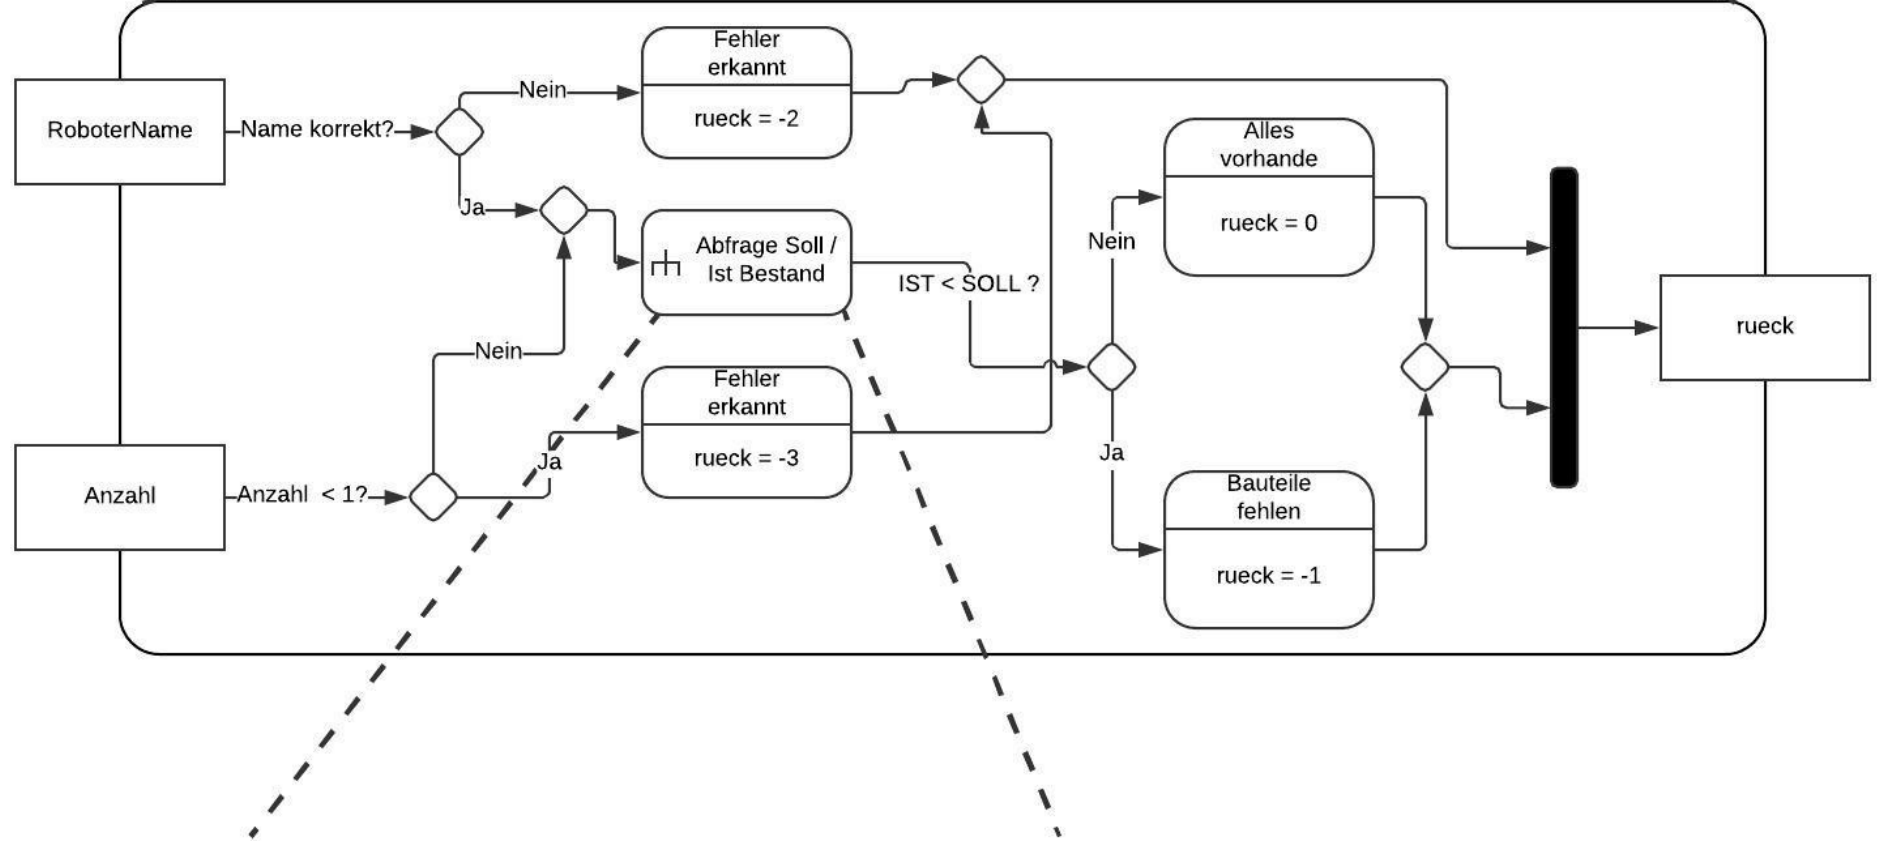 RoboterName
Name korrekt?
Nein
Ja
Fehler
erkannt
rueck = -2
Abfrage Soll /
Ist Bestand
IST < SOLL ?
Nein
Alles
vorhande
rueck = 0
rueck
Nein
Anzahl
Anzahl < 1?
Ja
Fehler
erkannt
rueck = -3
Ja
Bauteile
fehlen
rueck = -1